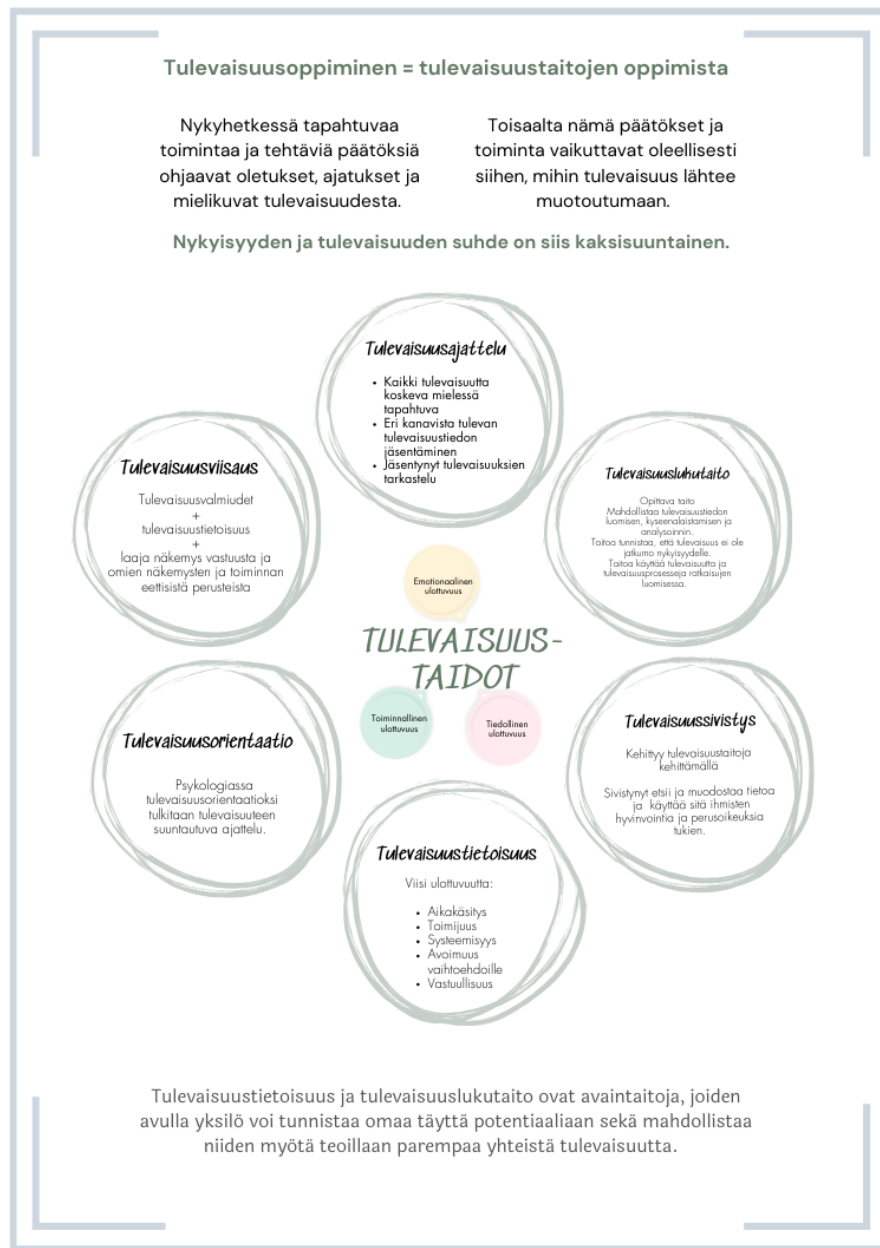 Tulevaisuusoppiminen = tulevaisuustaitojen oppimista
Nykyhetkessä tapahtuvaa
toimintaa ja tehtäviä päätöksiä
ohjaavat oletukset, ajatukset ja
mielikuvat tulevaisuudesta.
Toisaalta nämä päätökset ja
toiminta vaikuttavat oleellisesti
siihen, mihin tulevaisuus lähtee
muotoutumaan.
Nykyisyyden ja tulevaisuuden suhde on siis kaksisuuntainen.
Tulevaisuusajattelu
• Kaikki tulevaisuutta
koskeva mielessä
tapahtuva
• Eri kanavista tulevan
tulevaisuustiedon
jäsentäminen
• Jäsentynyt tulevaisuuksien
tarkastelu
Tulevaisuusviisaus
Tulevaisuusvalmiudet
+
tulevaisuustietoisuus
+
laaja näkemys vastuusta ja
omien näkemysten ja toiminnan
eettisistä perusteista
Tulevaisuuslukutaito
Opittava taito
Mahdollistaa tulevaisuustiedon
luomisen, kyseenalaistamisen ja
analysoinnin.
Taitoa tunnistaa, että tulevaisuus ei ole
jatkumo nykyisyydelle.
Taitoa käyttää tulevaisuutta ja
tulevaisuusprosesseja ratkaisujen
luomisessa.
Emotionaalinen
ulottuvuus
TULEVAISUUS-
TAIDOT
Toiminnallinen
ulottuvuus
Tiedollinen
ulottuvuus
Tulevaisuusorientaatio
Psykologiassa
tulevaisuusorientaatioksi
tulkitaan tulevaisuuteen
suuntautuva ajattelu.
Tulevaisuussivistys
Kehittyy tulevaisuustaitoja
kehittämällä
Sivistynyt etsii ja muodostaa tietoa
ja käyttää sitä ihmisten
hyvinvointia ja perusoikeuksia
tukien.
Tulevaisuustietoisuus
Viisi ulottuvuutta:
• Aikakäsitys
• Toimijuus
• Systeemisyys
• Avoimuus
vaihtoehdoille
• Vastuullisuus
Tulevaisuustietoisuus ja tulevaisuuslukutaito ovat avaintaitoja, joiden
avulla yksilö voi tunnistaa omaa täyttä potentiaaliaan sekä mahdollistaa
niiden myötä teoillaan parempaa yhteistä tulevaisuutta.